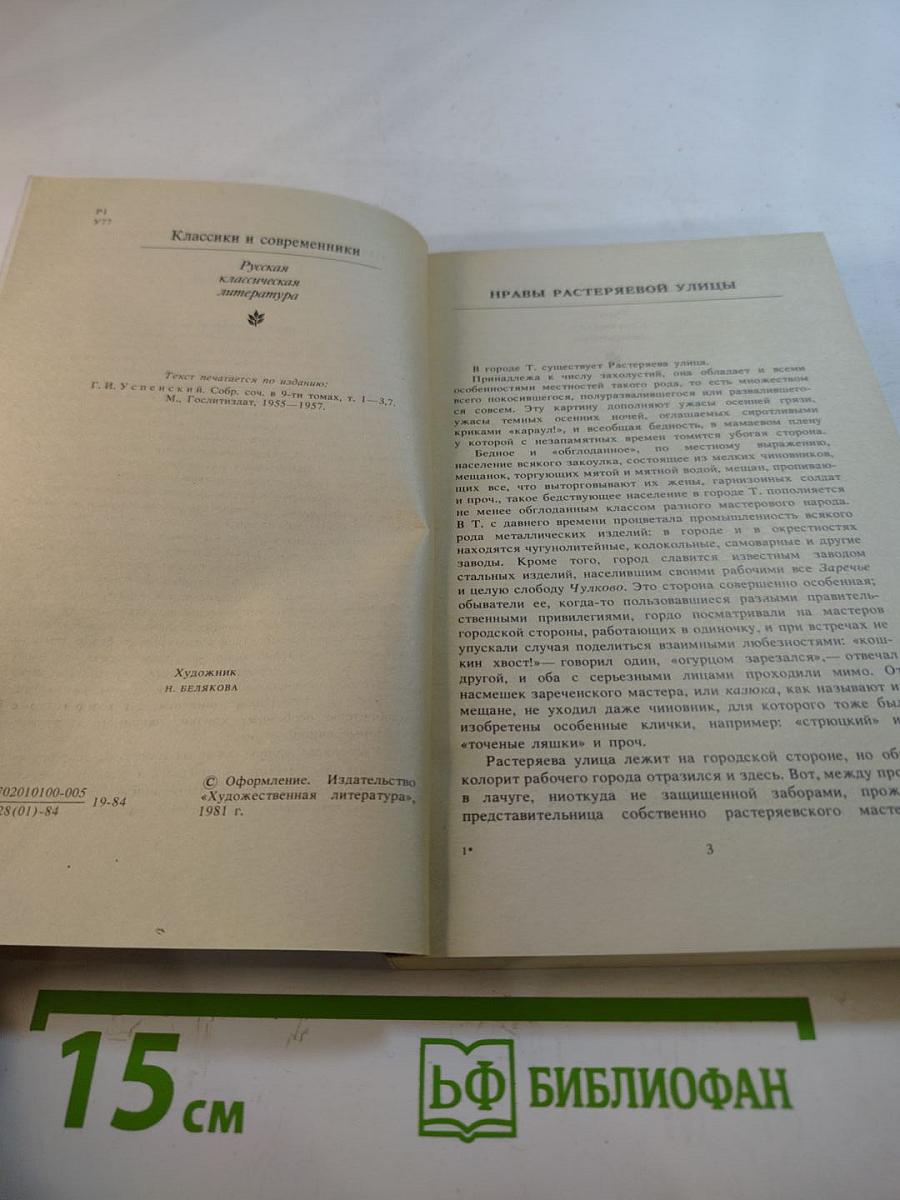 Р1
У77
Классики и современники
Русская
классическая
литература
Текст печатается по изданию:
Г. И. Успенский. Собр. соч. в 9-ти томах, т. 1—3,7.
М., Гослитиздат, 1955—1957.
Художник
Н. БЕЛЯКОВА
702010100-005
28(01)-84
19-84
© Оформление. Издательство
«Художественная литература»,
1981 г.
НРАВЫ РАСТЕРЯЕВОЙ УЛИЦЫ
В городе Т. существует Растеряева улица.
Принадлежа к числу захолустий, она обладает и всеми
особенностями местностей такого рода, то есть множеством
всего покосившегося, полуразвалившегося или развалившего-
ся совсем. Эту картину дополняют ужасы осенней грязи,
ужасы темных осенних ночей, оглашаемых сиротливыми
криками «караул!», и всеобщая бедность, в мамаевом плену
у которой с незапамятных времен томится убогая сторона.
Бедное и «обглоданное», по местному выражению,
население всякого закоулка, состоящее из мелких чиновников,
мещанок, торгующих мятой и мятной водой, мещан, пропиваю-
щих все, что выторговывают их жены, гарнизонных солдат
и проч., такое бедствующее население в городе Т. пополняется
не менее обглоданным классом разного мастерового народа.
В Т. с давнего времени процветала промышленность всякого
рода металлических изделий: в городе и в окрестностях
находятся чугунолитейные, колокольные, самоварные и другие
заводы. Кроме того, город славится известным заводом
стальных изделий, населившим своими рабочими все Заречье
и целую слободу Чулково. Это сторона совершенно особенная;
обыватели ее, когда-то пользовавшиеся разными правитель-
ственными привилегиями, гордо посматривали на мастеров
городской стороны, работающих в одиночку, и при встречах не
упускали случая поделиться взаимными любезностями: «кош-
кин хвост!»— говорил один, «огурцом зарезался»,— отвечал
другой, и оба с серьезными лицами проходили мимо. От
насмешек зареченского мастера, или казюка, как называют и
мещане, не уходил даже чиновник, для которого тоже был
изобретены особенные клички, например: «стрюцкий» и
«точеные ляшки» и проч.
Растеряева улица лежит на городской стороне, но об
колорит рабочего города отразился и здесь. Вот, между про
в лачуге, ниоткуда не защищенной заборами, прож
представительница собственно растеряевского масте
1*
3
15 см
БФ БИБЛИОФАН